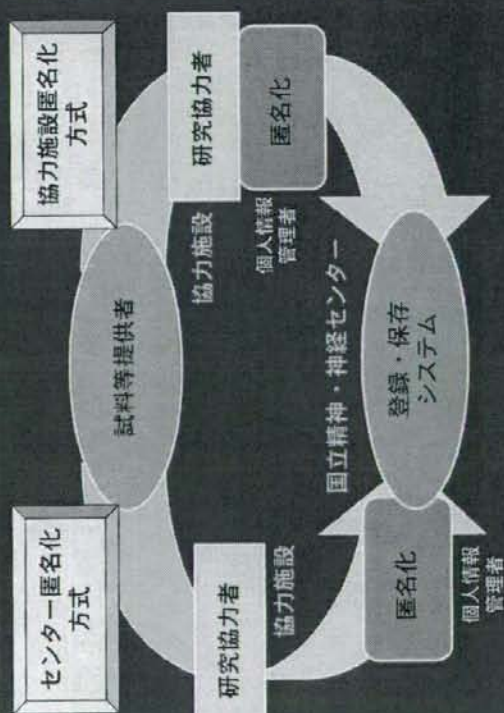 センター匿名化
方式
協力施設匿名化
方式
試料等提供者
研究協力者
協力施設
研究協力者
匿名化
協力施設
個人情報
管理者
国立精神・神経センター
匿名化
個人情報
管理者
登録・保存
システム